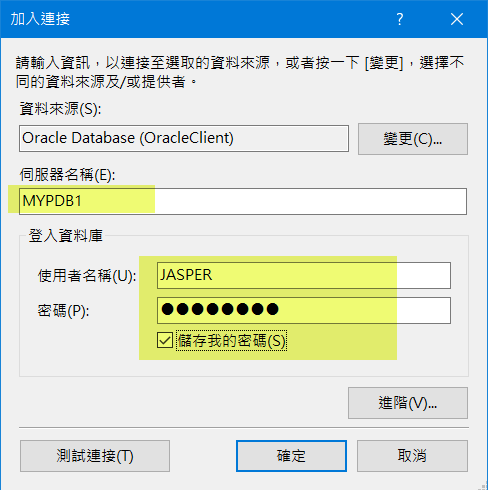 加入連接
?
請輸入資訊，以連接至選取的資料來源，或者按一下 [變更]，選擇不
同的資料來源及/或提供者。
資料來源(S):
Oracle Database (OracleClient)
變更(C)...
伺服器名稱(E):
MYPDB1
登入資料庫
使用者名稱(U):
JASPER
密碼(P):
●●●●●●●●
儲存我的密碼(S)
進階(V)...
測試連接(T)
確定
取消